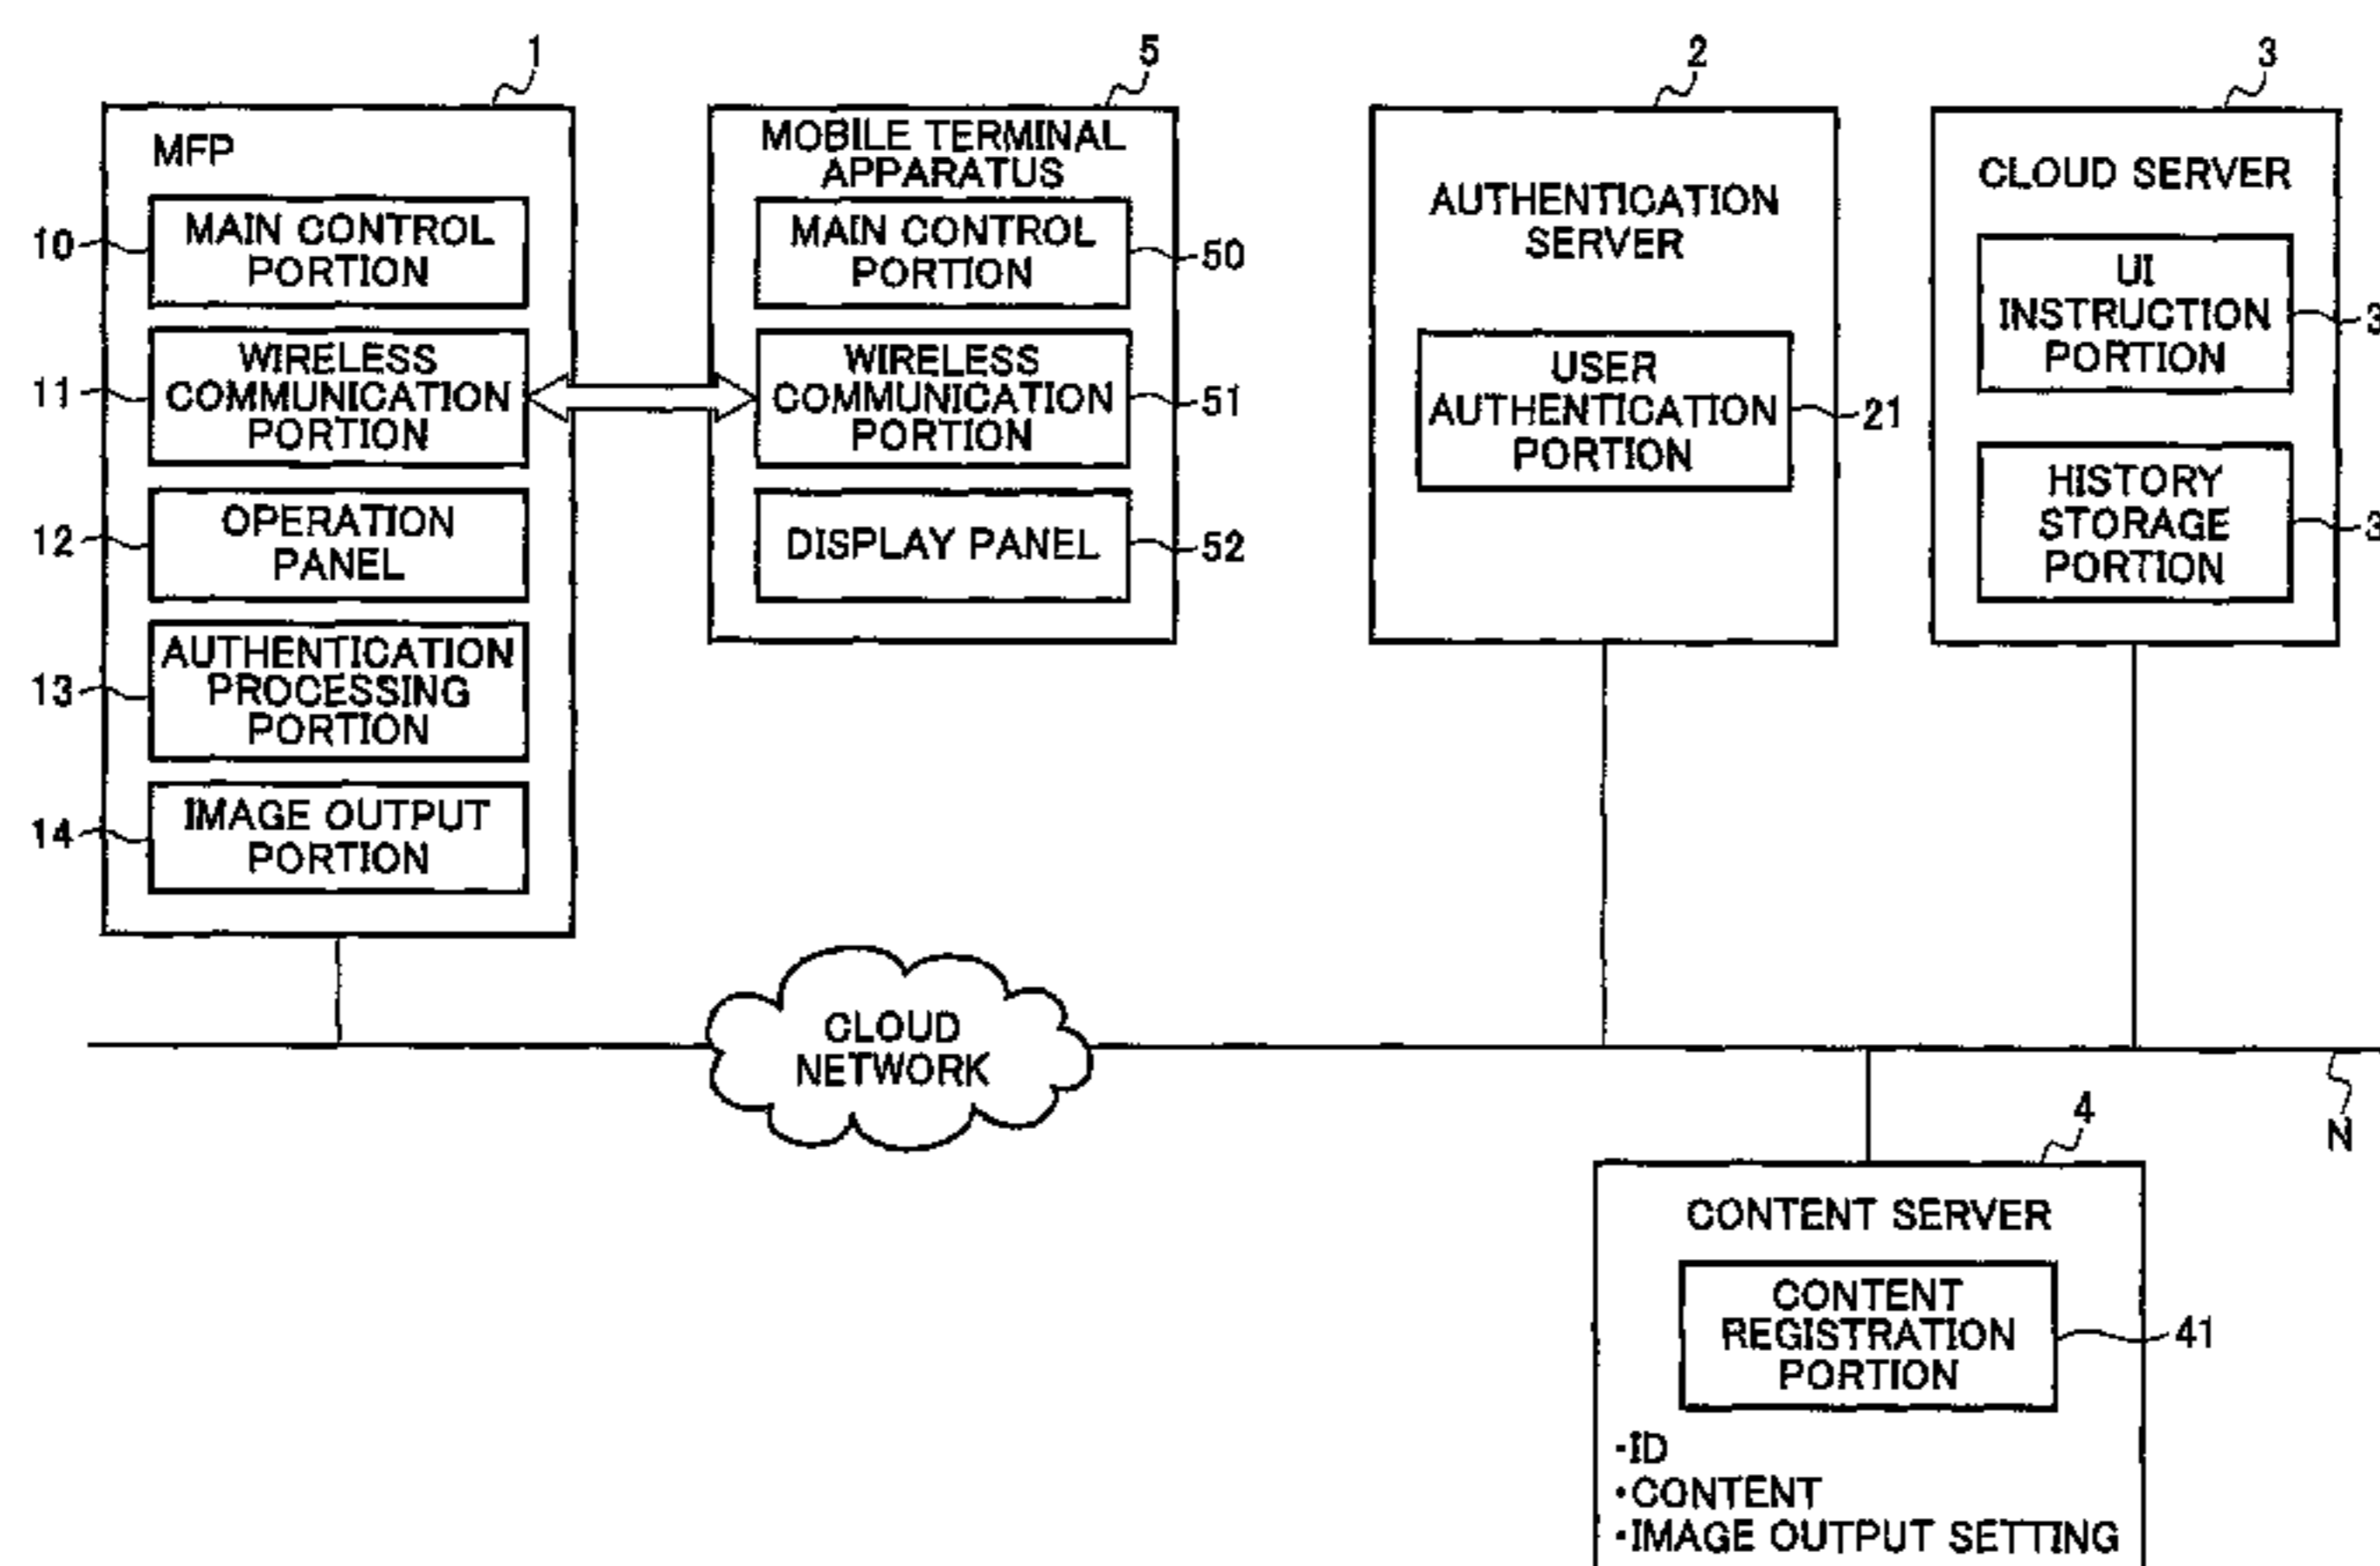 1
MFP
10
MAIN CONTROL
PORTION
11
WIRELESS
COMMUNICATION
PORTION
12
OPERATION
PANEL
13
AUTHENTICATION
PROCESSING
PORTION
14
IMAGE OUTPUT
PORTION
5
MOBILE TERMINAL
APPARATUS
MAIN CONTROL
PORTION
50
WIRELESS
COMMUNICATION
PORTION
51
DISPLAY PANEL
52
2
AUTHENTICATION
SERVER
USER
AUTHENTICATION
PORTION
21
3
CLOUD SERVER
UI
INSTRUCTION
PORTION
HISTORY
STORAGE
PORTION
CLOUD
NETWORK
N
4
CONTENT SERVER
CONTENT
REGISTRATION
PORTION
41
・ID
・CONTENT
・IMAGE OUTPUT SETTING